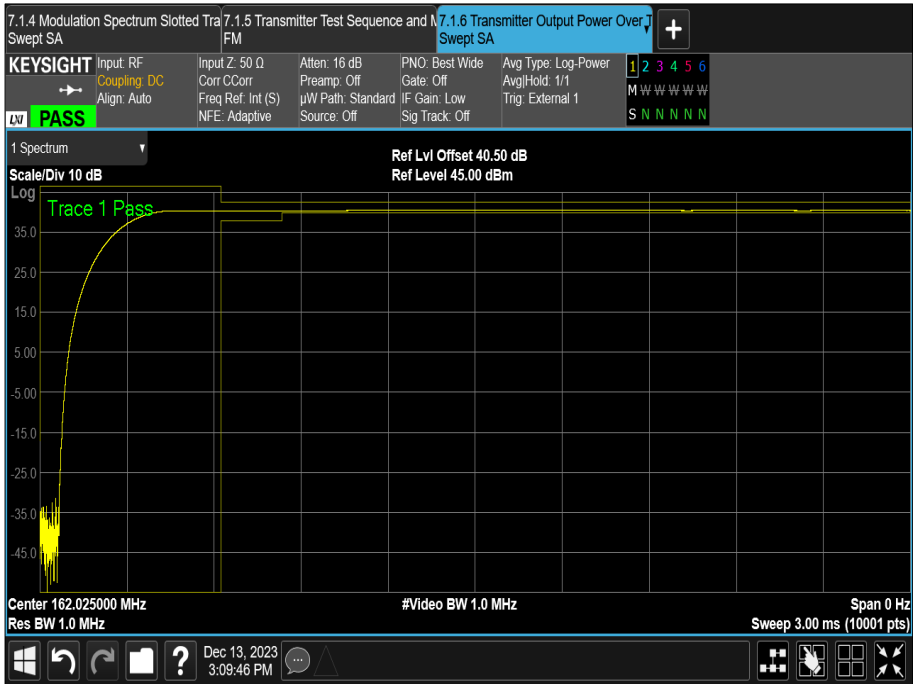 7.1.4 Modulation Spectrum Slotted Tra
Swept SA
7.1.5 Transmitter Test Sequence and M
FM
7.1.6 Transmitter Output Power Over T
Swept SA
+
KEYSIGHT
LXI
PASS
Input: RF
Coupling: DC
Align: Auto
Input Z: 50 Ω
Corr CCorr
Freq Ref: Int (S)
NFE: Adaptive
Atten: 16 dB
Preamp: Off
µW Path: Standard
Source: Off
PNO: Best Wide
Gate: Off
IF Gain: Low
Sig Track: Off
Avg Type: Log-Power
Avg|Hold: 1/1
Trig: External 1
1 2 3 4 5 6
M W W W W W
S N N N N N
1 Spectrum
Scale/Div 10 dB
Ref Lvl Offset 40.50 dB
Ref Level 45.00 dBm
Log
Trace 1 Pass
35.0
25.0
15.0
5.00
-5.00
-15.0
-25.0
-35.0
-45.0
Center 162.025000 MHz
#Video BW 1.0 MHz
Span 0 Hz
Res BW 1.0 MHz
Sweep 3.00 ms (10001 pts)
?
Dec 13, 2023
3:09:46 PM